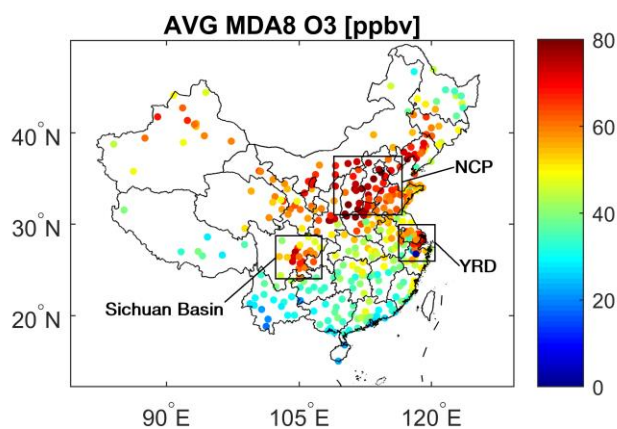 AVG MDA8 O3 [ppbv]
80
60
40
20
0
40°N
30°N
20°N
90°E
105°E
120°E
NCP
YRD
Sichuan Basin